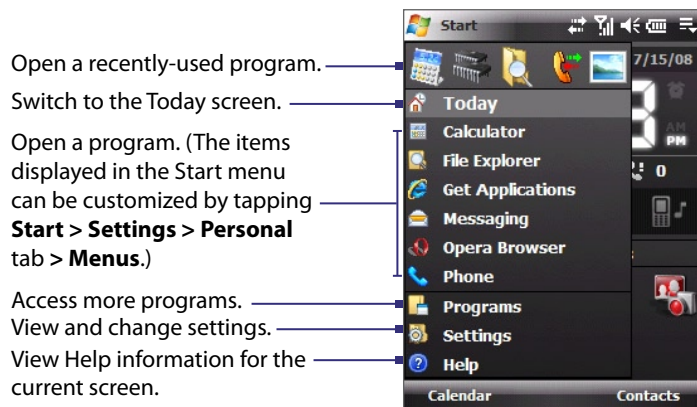 Start
7/15/08
Open a recently-used program.
Switch to the Today screen.
Today
AM
PM
Open a program. (The items
displayed in the Start menu
can be customized by tapping
Start > Settings > Personal
tab > Menus.)
Calculator
File Explorer
0
Get Applications
Messaging
Opera Browser
Phone
Access more programs.
Programs
View and change settings.
Settings
View Help information for the
current screen.
Help
Calendar
Contacts